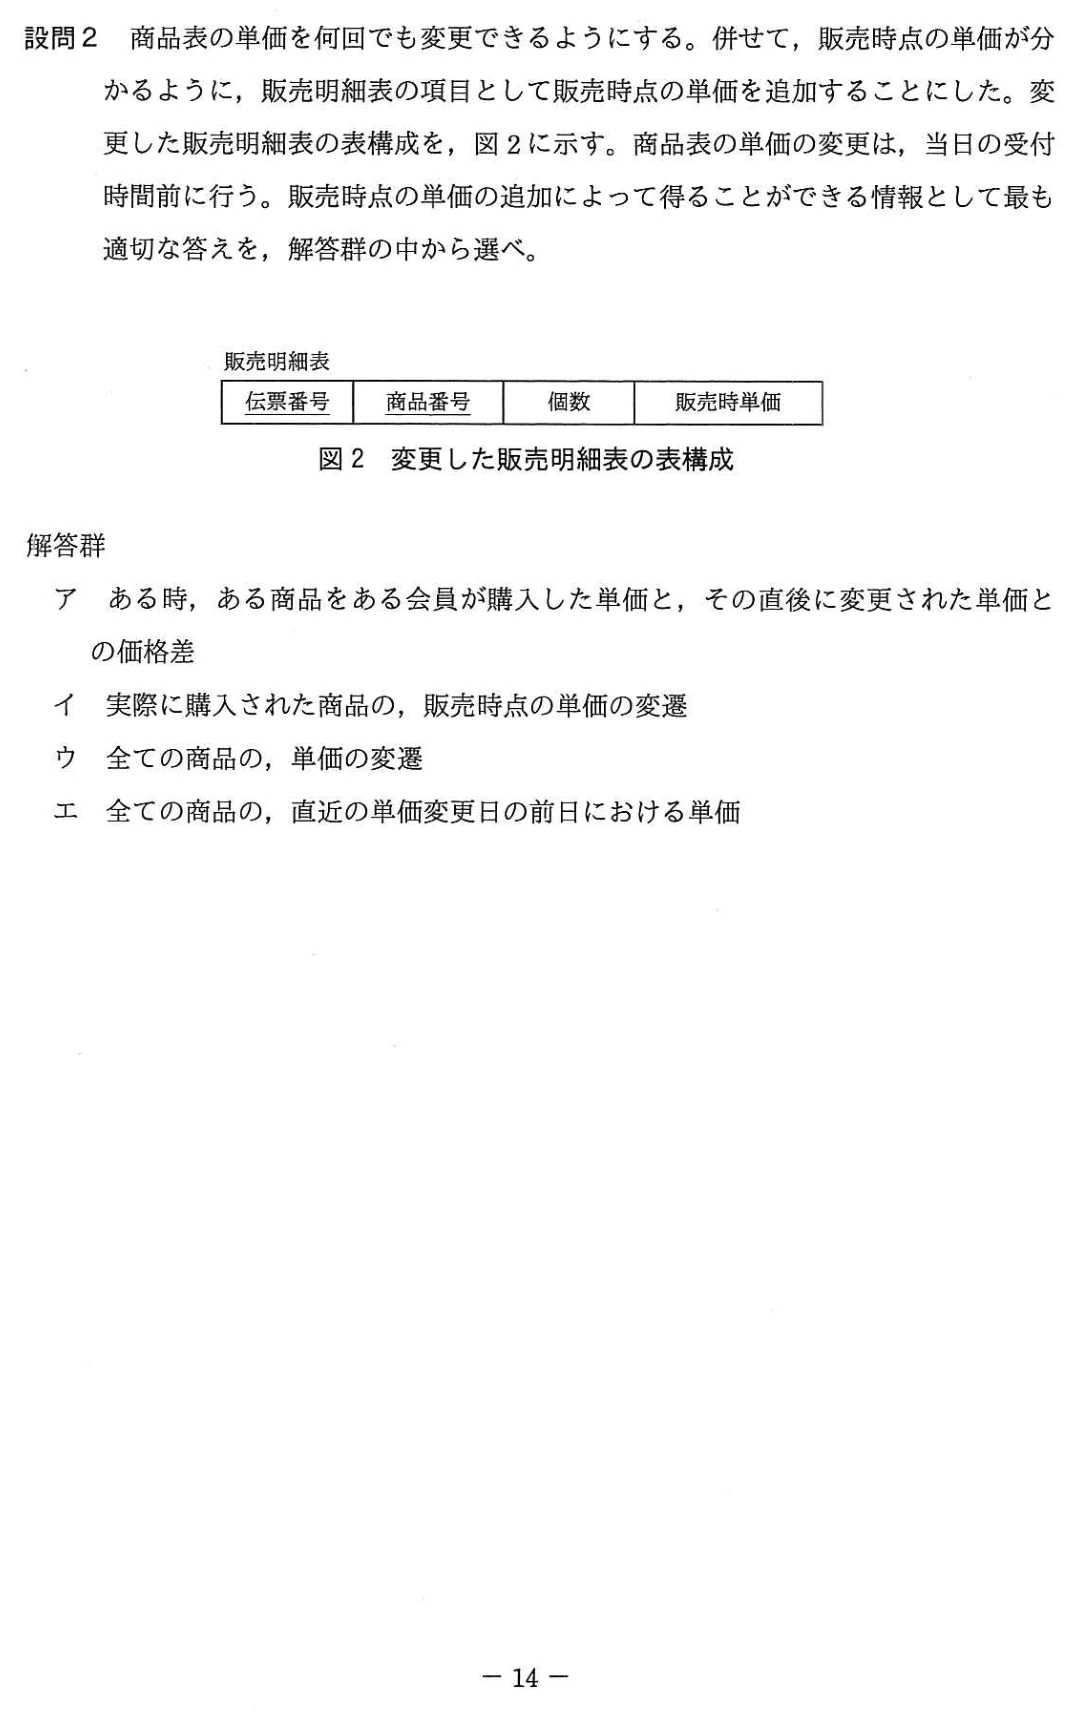 設問2　商品表の単価を何回でも変更できるようにする。併せて，販売時点の単価が分
かるように，販売明細表の項目として販売時点の単価を追加することにした。変
更した販売明細表の表構成を，図2に示す。商品表の単価の変更は，当日の受付
時間前に行う。販売時点の単価の追加によって得ることができる情報として最も
適切な答えを，解答群の中から選べ。
販売明細表
伝票番号　商品番号　個数　販売時単価
図2　変更した販売明細表の表構成
解答群
ア　ある時，ある商品をある会員が購入した単価と，その直後に変更された単価と
の価格差
イ　実際に購入された商品の，販売時点の単価の変遷
ウ　全ての商品の，単価の変遷
エ　全ての商品の，直近の単価変更日の前日における単価
－ 14 －